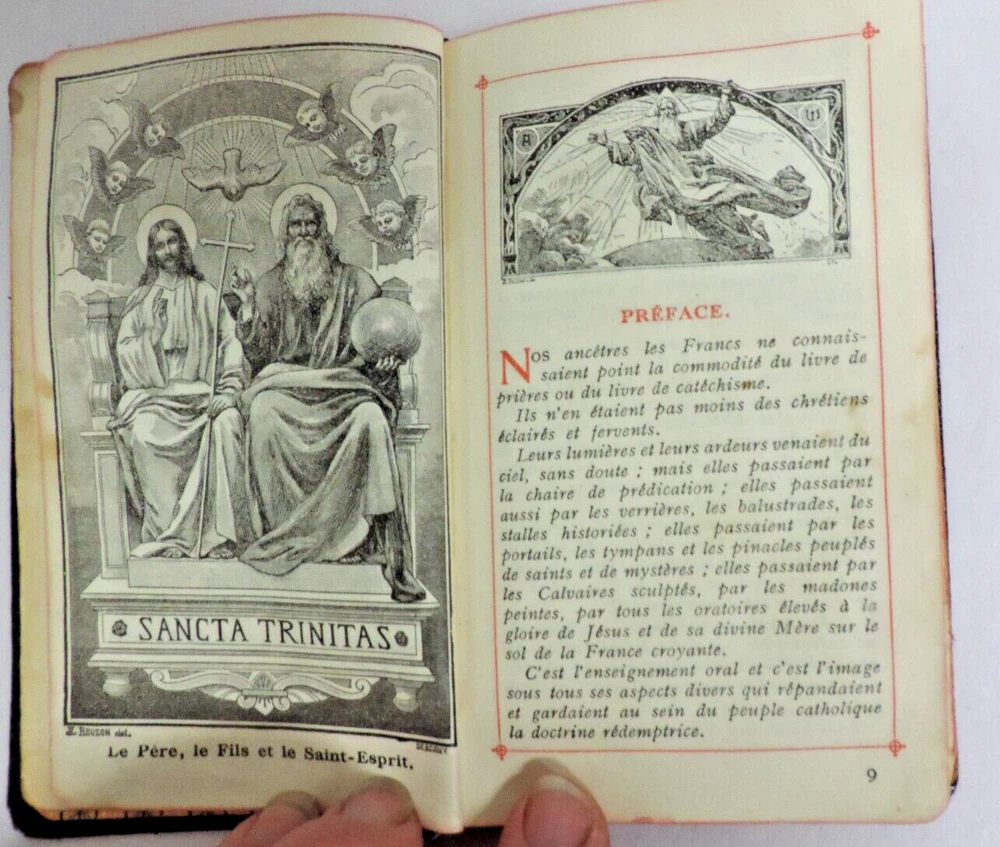 SANCTA TRINITAS
Le Père, le Fils et le Saint-Esprit.
PRÉFACE.
Nos ancêtres les Francs ne connais-
saient point la commodité du livre de
prières ou du livre de catéchisme.
Ils n'en étaient pas moins des chrétiens
éclairés et fervents.
Leurs lumières et leurs ardeurs venaient du
ciel, sans doute ; mais elles passaient par
la chaire de prédication ; elles passaient
aussi par les verrières, les balustrades, les
stalles historiées ; elles passaient par les
portails, les tympans et les pinacles peuplés
de saints et de mystères ; elles passaient par
les Calvaires sculptés, par les madones
peintes, par tous les oratoires élevés à la
gloire de Jésus et de sa divine Mère sur le
sol de la France croyante.
C'est l'enseignement oral et c'est l'image
sous tous ses aspects divers qui répandaient
et gardaient au sein du peuple catholique
la doctrine rédemptrice.
9